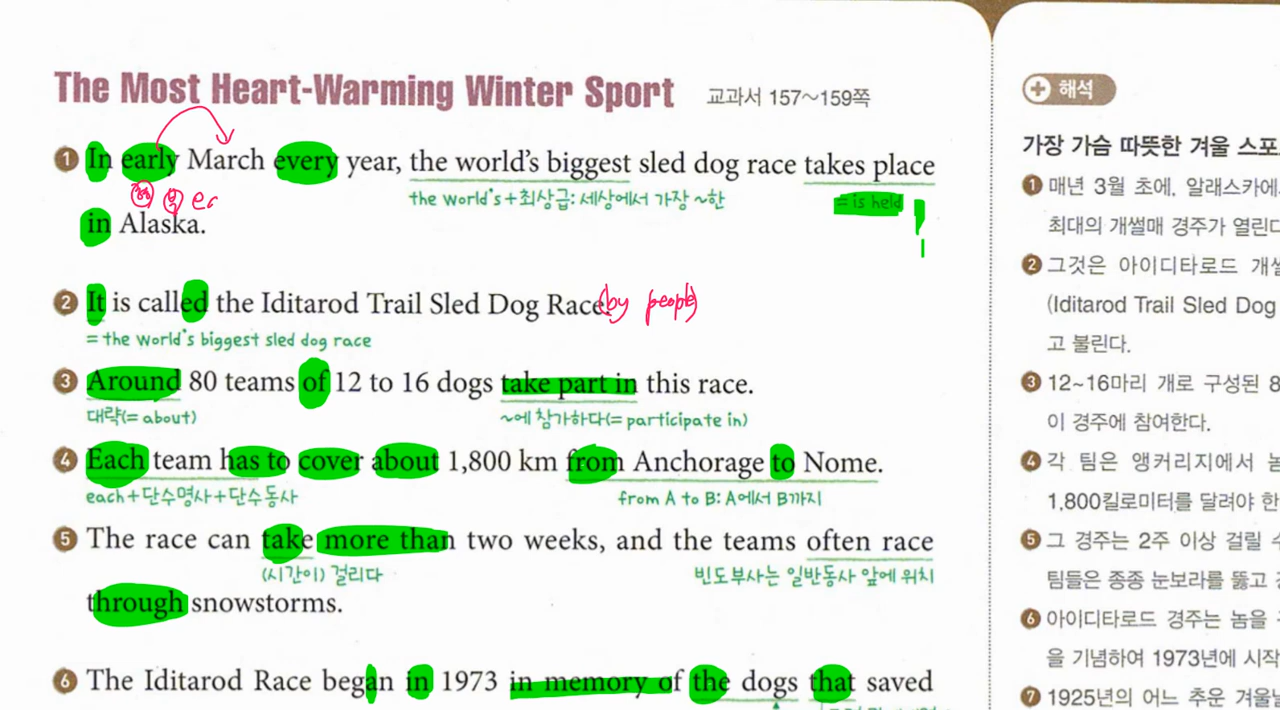 The Most Heart-Warming Winter Sport 교과서 157~159쪽
1 In early March every year, the world's biggest sled dog race takes place
the world's+최상급: 세상에서 가장 ~한
= is held
in Alaska.
2 It is called the Iditarod Trail Sled Dog Race.
(by people)
= the world's biggest sled dog race
3 Around 80 teams of 12 to 16 dogs take part in this race.
대략(= about) ~에 참가하다(= participate in)
4 Each team has to cover about 1,800 km from Anchorage to Nome.
each+단수명사+단수동사 from A to B: A에서 B까지
5 The race can take more than two weeks, and the teams often race
(시간이) 걸리다 빈도부사는 일반동사 앞에 위치
through snowstorms.
6 The Iditarod Race began in 1973 in memory of the dogs that saved
해석
가장 가슴 따뜻한 겨울 스포
1 매년 3월 초에, 알래스카에
최대의 개썰매 경주가 열린다
2 그것은 아이디타로드 개썰
(Iditarod Trail Sled Dog
고 불린다.
3 12~16마리 개로 구성된 8
이 경주에 참여한다.
4 각 팀은 앵커리지에서 놈
1,800킬로미터를 달려야 한
5 그 경주는 2주 이상 걸릴 수
팀들은 종종 눈보라를 뚫고
6 아이디타로드 경주는 놈을
을 기념하여 1973년에 시작
7 1925년의 어느 추운 겨울날